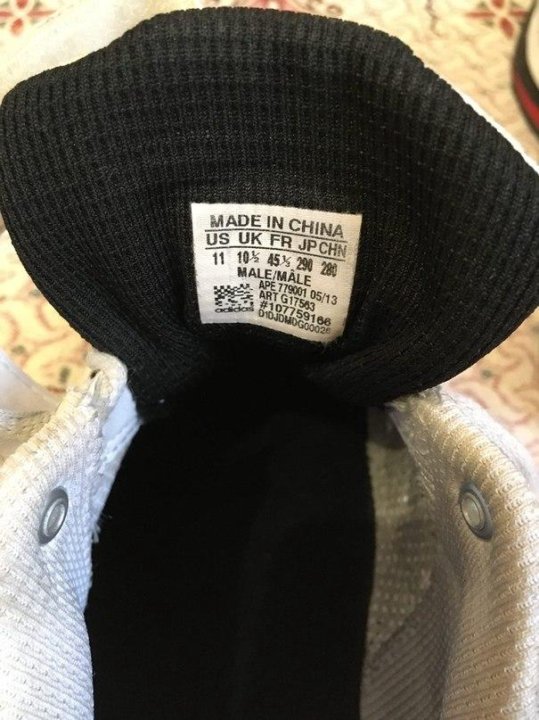 MADE IN CHINA
US UK FR JP CHN
11 10½ 45⅓ 290 280
MALE/MÂLE
APE 779001 05/13
ART G17563
#107759166
adidas D1DJDMDG00026